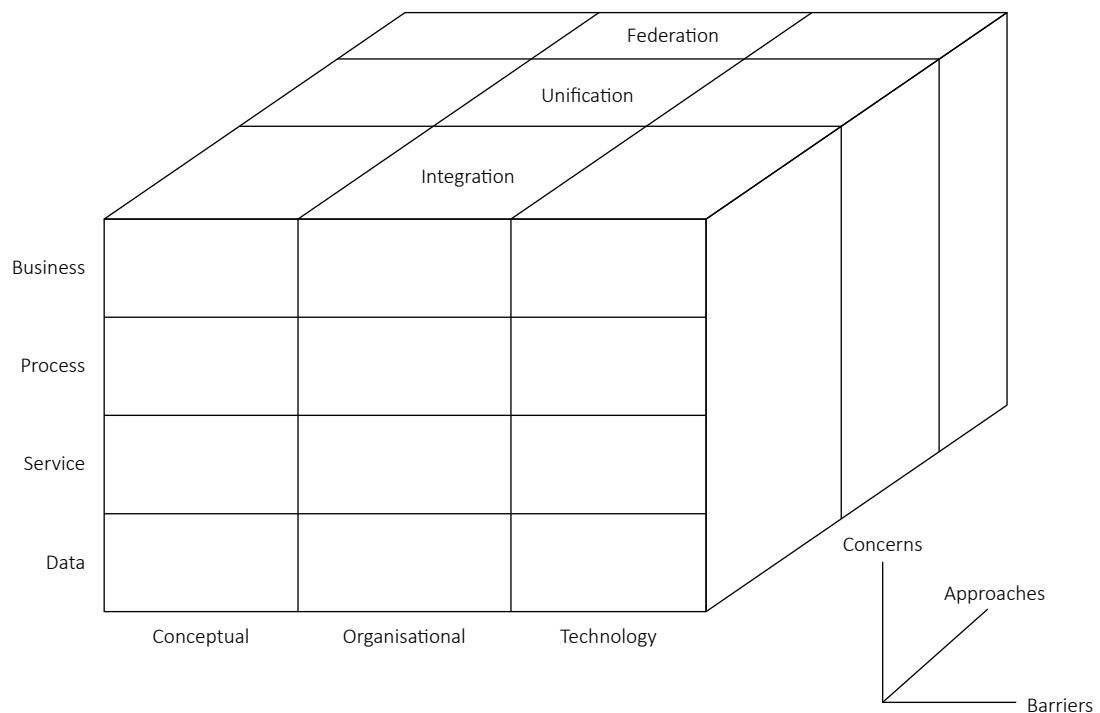 Federation
Unification
Integration
Business
Process
Service
Data
Conceptual
Organisational
Technology
Concerns
Approaches
Barriers